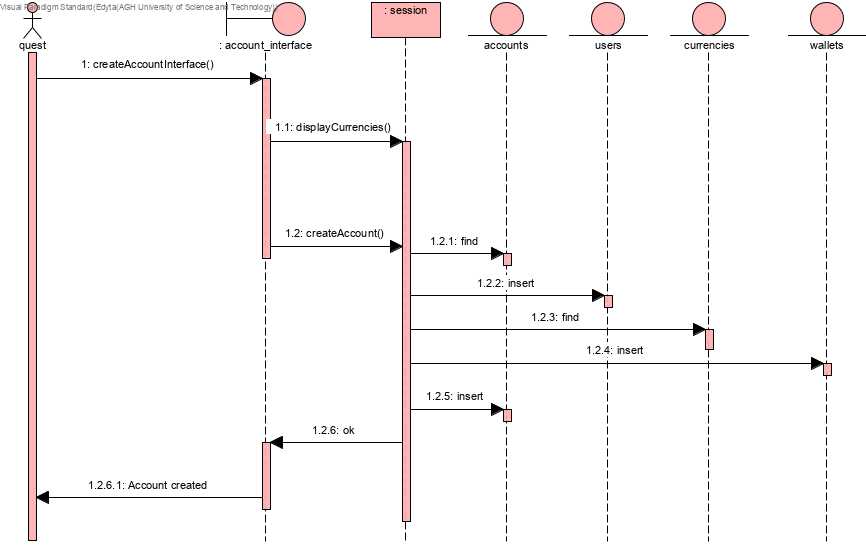 Visual Paradigm Standard(Edyta(AGH University of Science and Technology))
: session
quest
: account_interface
accounts
users
currencies
wallets
1: createAccountInterface()
1.1: displayCurrencies()
1.2: createAccount()
1.2.1: find
1.2.2: insert
1.2.3: find
1.2.4: insert
1.2.5: insert
1.2.6: ok
1.2.6.1: Account created